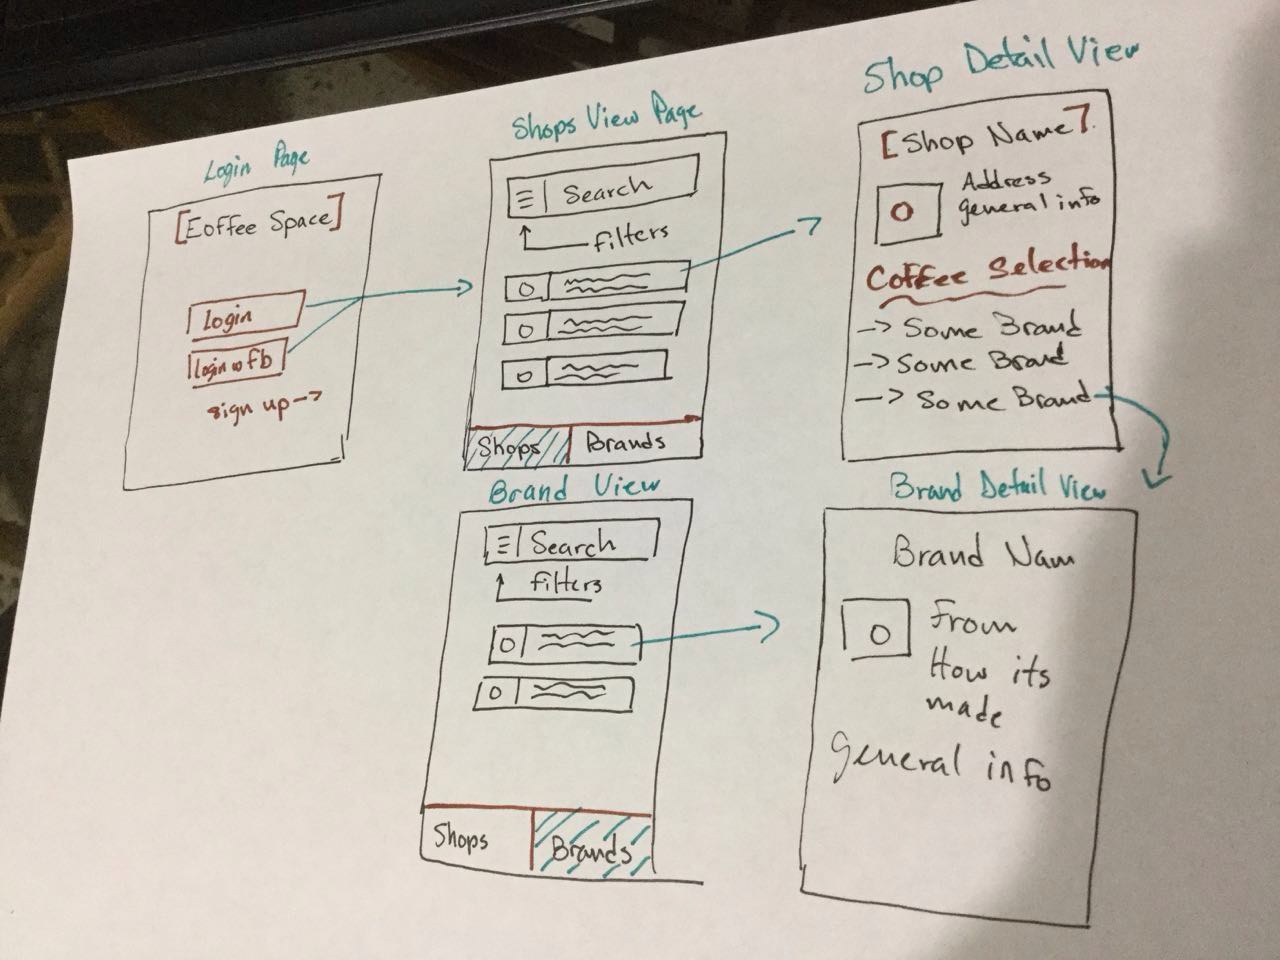 Login Page
[Eoffee Space]
login
login w fb
sign up ->
Shops View Page
Search
filters
Shops
Brands
Shop Detail View
[Shop Name]
Address
general info
Coffee Selection
-> Some Brand
-> Some Brand
-> Some Brand
Brand View
Search
filters
Shops
Brands
Brand Detail View
Brand Nam
From
How its
made
general info